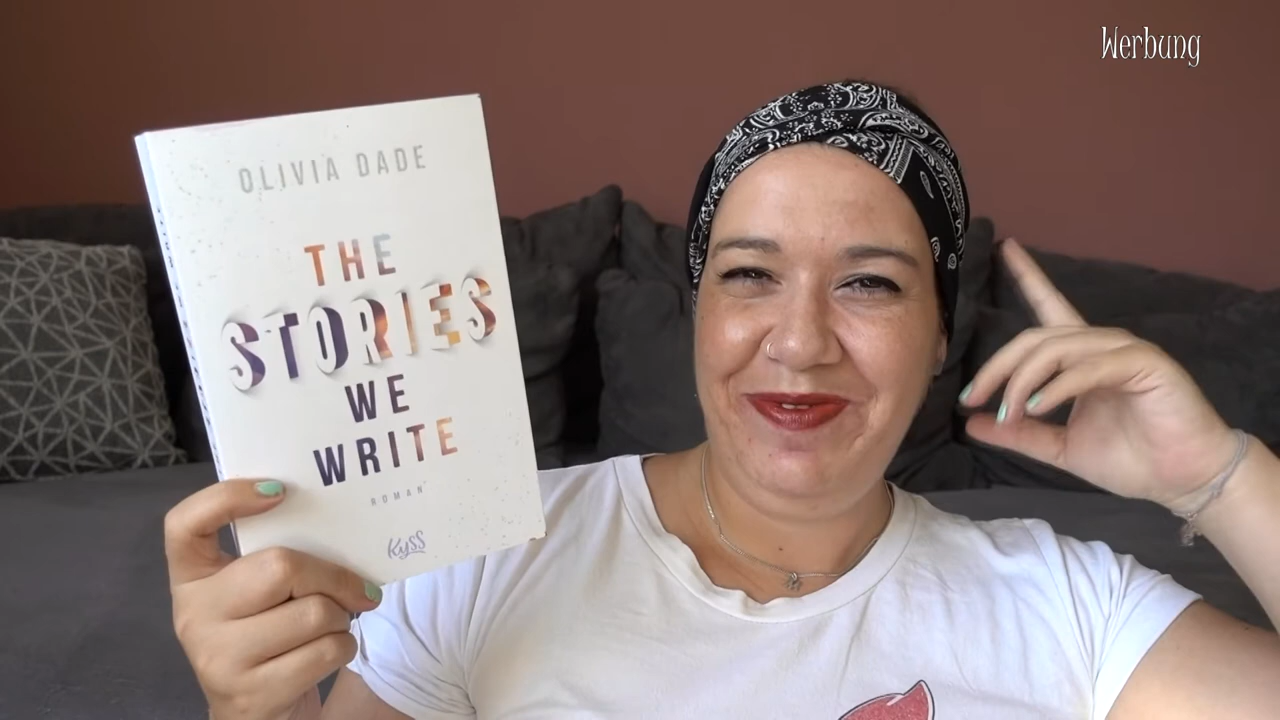 Werbung
OLIVIA DADE
THE
STORIES
WE
WRITE
ROMAN
kyss